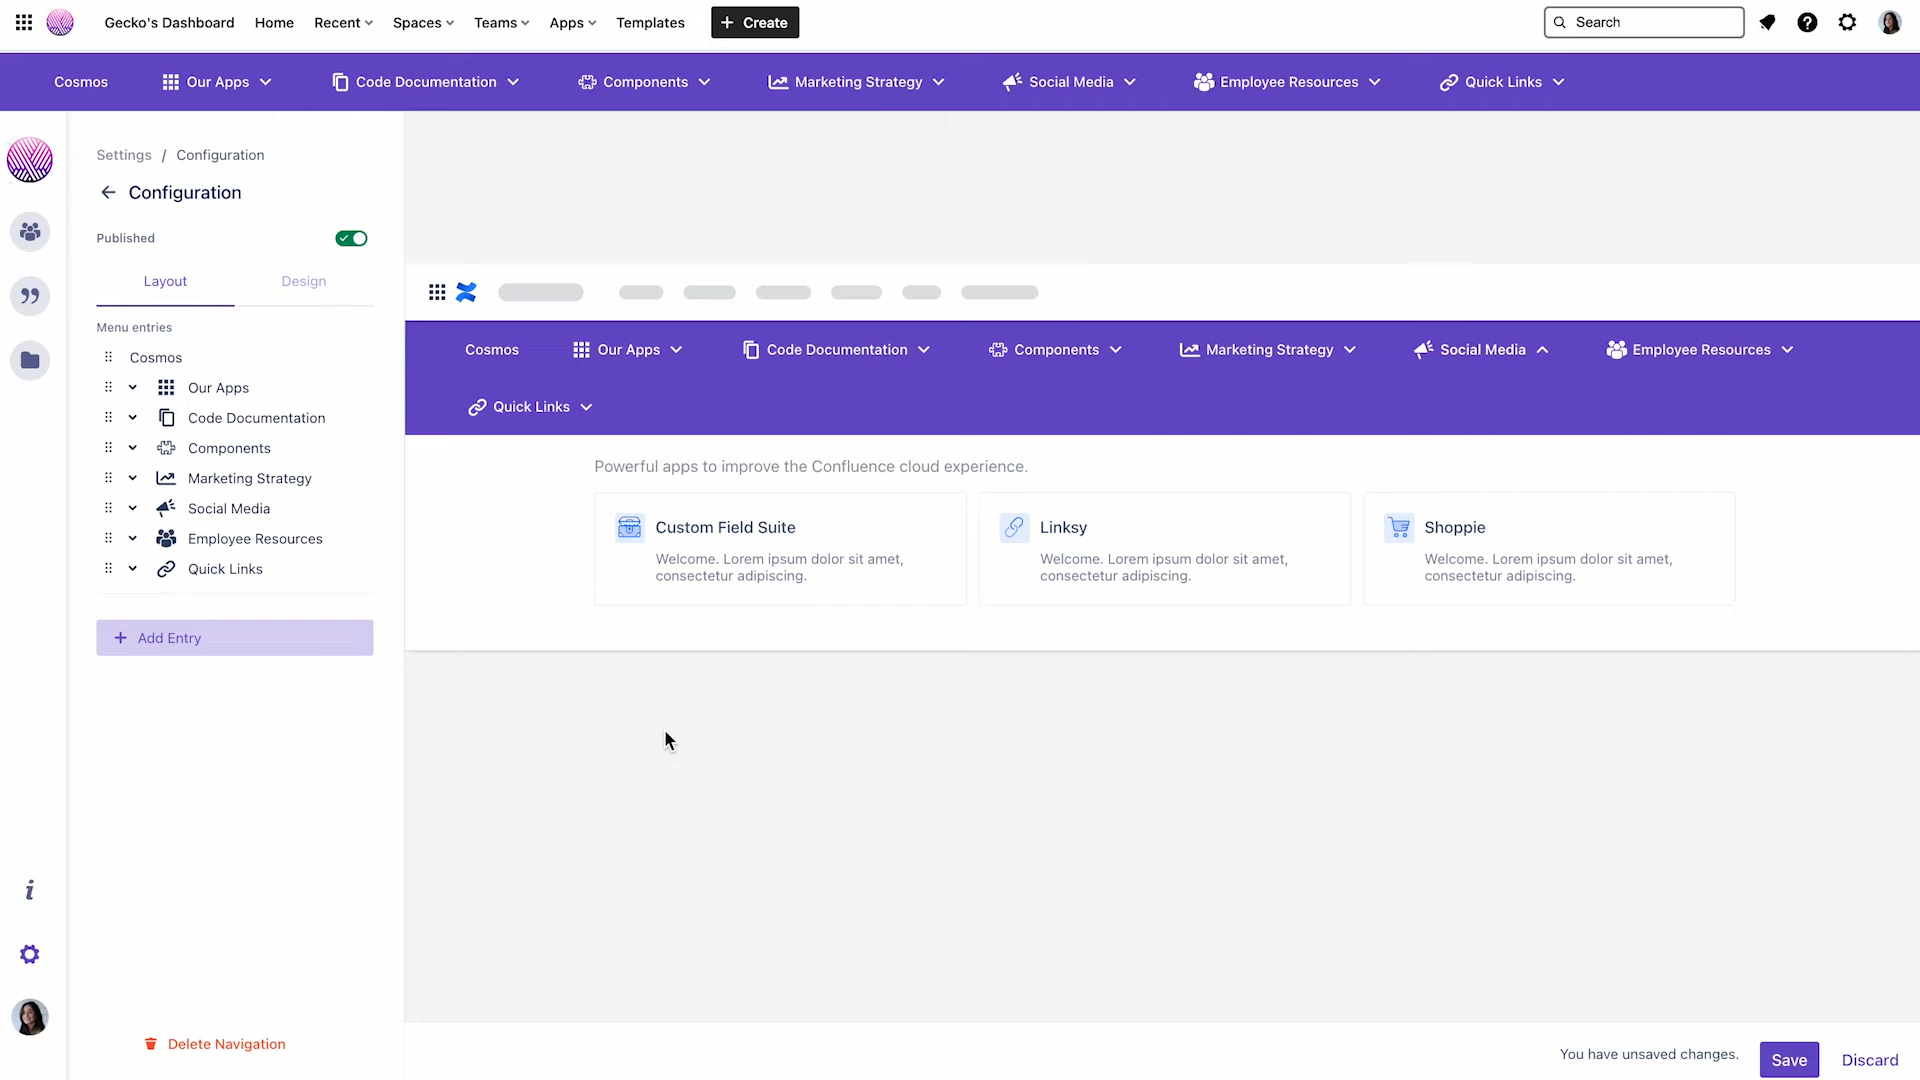 Gecko's Dashboard Home Recent Spaces Teams Apps Templates + Create Search
Cosmos Our Apps Code Documentation Components Marketing Strategy Social Media Employee Resources Quick Links
Settings / Configuration
Configuration
Published
Layout Design
Menu entries
Cosmos
Our Apps
Code Documentation
Components
Marketing Strategy
Social Media
Employee Resources
Quick Links
+ Add Entry
Delete Navigation
Cosmos Our Apps Code Documentation Components Marketing Strategy Social Media Employee Resources
Quick Links
Powerful apps to improve the Confluence cloud experience.
Custom Field Suite
Welcome. Lorem ipsum dolor sit amet,
consectetur adipiscing.
Linksy
Welcome. Lorem ipsum dolor sit amet,
consectetur adipiscing.
Shoppie
Welcome. Lorem ipsum dolor sit amet,
consectetur adipiscing.
You have unsaved changes. Save Discard